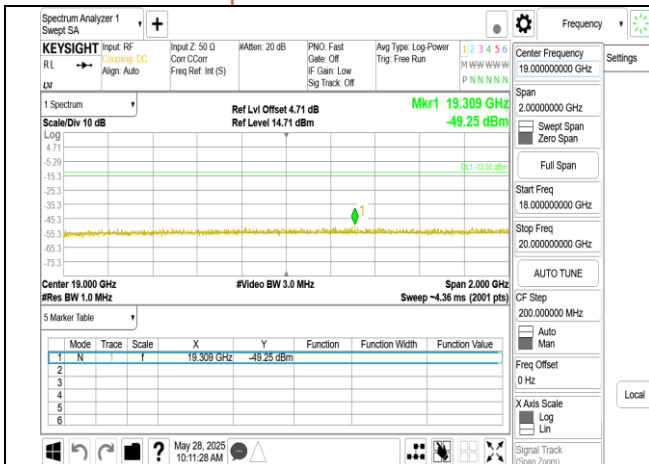 Spectrum Analyzer 1
Swept SA
Frequency
Settings
KEYSIGHT
RL
Input: RF
Coupling: DC
Align: Auto
Input Z: 50 Ω
Corr CCorr
Freq Ref: Int (S)
#Atten: 20 dB
PNO: Fast
Gate: Off
IF Gain: Low
Sig Track: Off
Avg Type: Log-Power
Trig: Free Run
1 2 3 4 5 6
M W W W W W
P N N N N N
LXI
1 Spectrum
Scale/Div 10 dB
Ref Lvl Offset 4.71 dB
Ref Level 14.71 dBm
Mkr1 19.309 GHz
-49.25 dBm
Log
4.71
-5.29
-15.3
-25.3
-35.3
-45.3
-55.3
-65.3
-75.3
DL1 -13.00 dBm
1
Center 19.000 GHz
#Res BW 1.0 MHz
#Video BW 3.0 MHz
Span 2.000 GHz
Sweep ~4.36 ms (2001 pts)
5 Marker Table
Mode Trace Scale X Y Function Function Width Function Value
1 N 1 f 19.309 GHz -49.25 dBm
2
3
4
5
6
May 28, 2025
10:11:28 AM
?
Center Frequency
19.000000000 GHz
Span
2.00000000 GHz
Swept Span
Zero Span
Full Span
Start Freq
18.000000000 GHz
Stop Freq
20.000000000 GHz
AUTO TUNE
CF Step
200.000000 MHz
Auto
Man
Freq Offset
0 Hz
X Axis Scale
Log
Lin
Signal Track
(Span Zoom)
Local